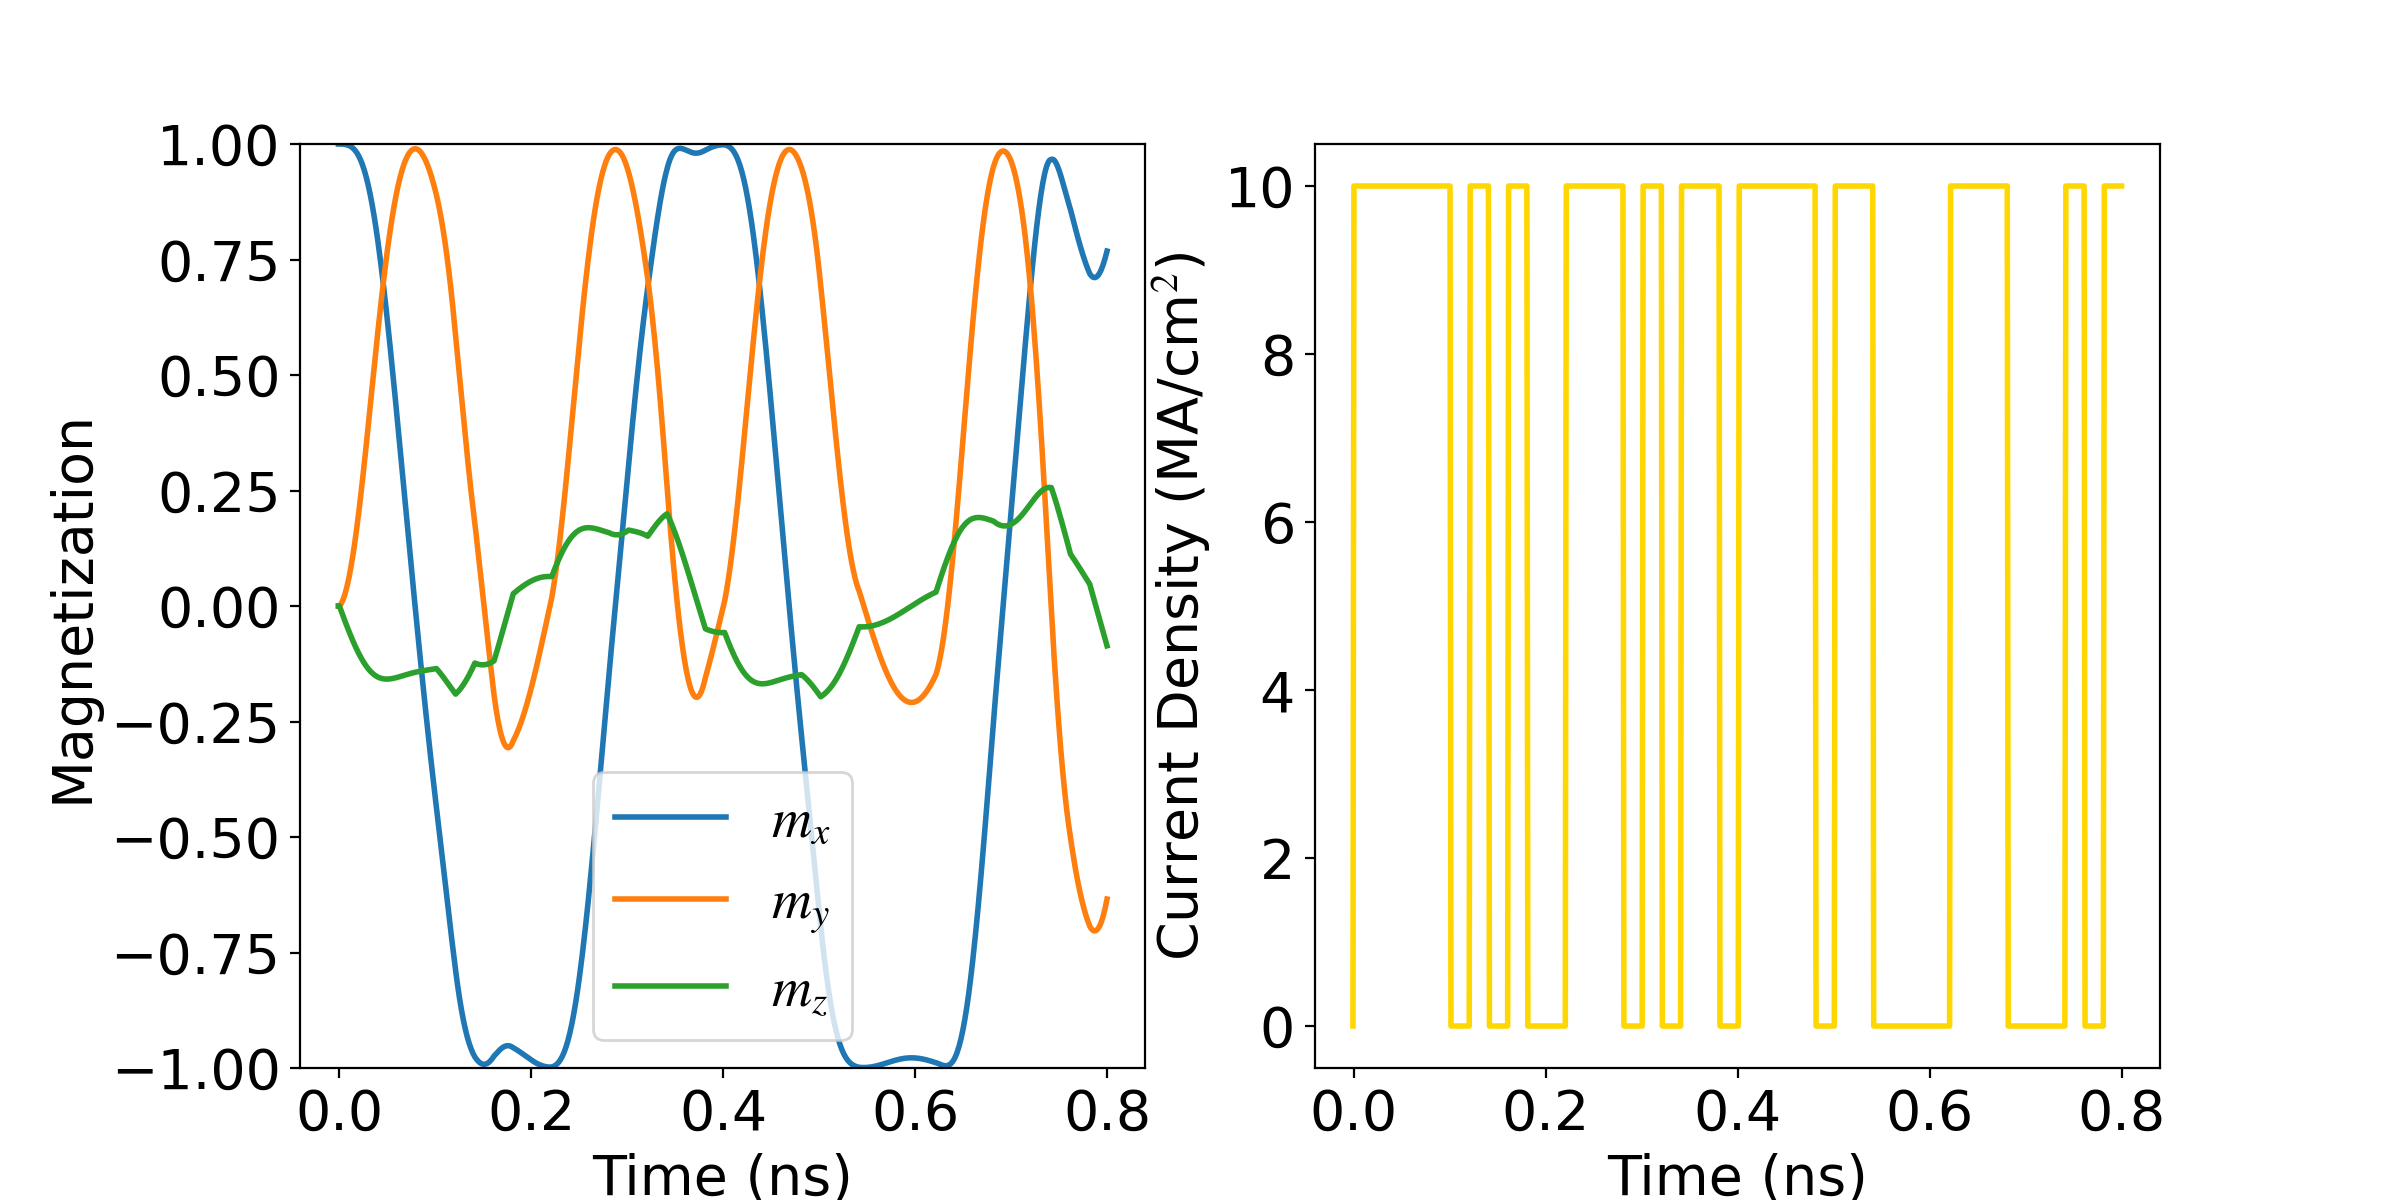 Magnetization
1.00
0.75
0.50
0.25
0.00
−0.25
−0.50
−0.75
−1.00
0.0 0.2 0.4 0.6 0.8
Time (ns)
m_x
m_y
m_z
Current Density (MA/cm²)
10
8
6
4
2
0
0.0 0.2 0.4 0.6 0.8
Time (ns)